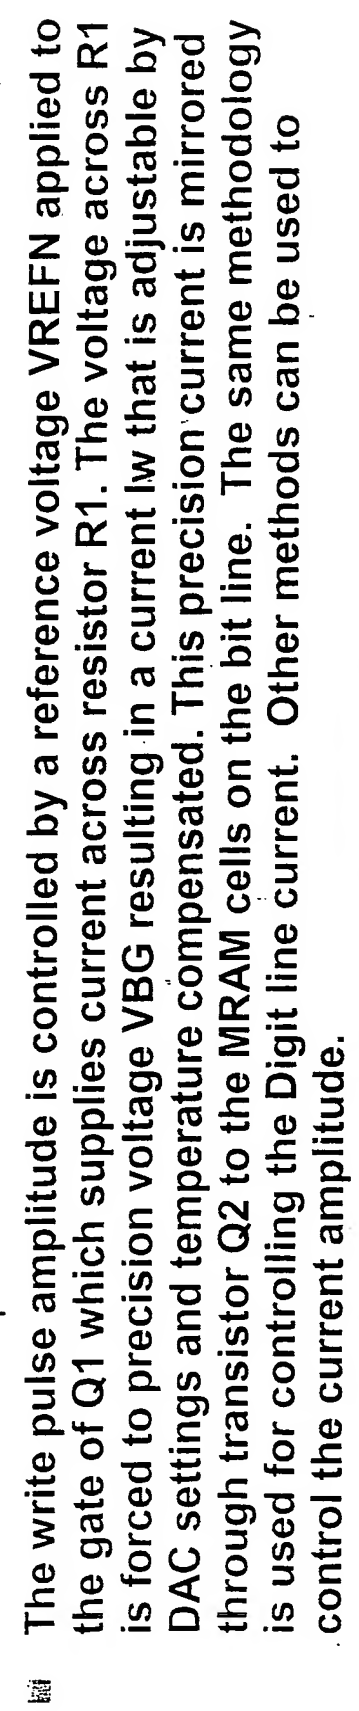 The write pulse amplitude is controlled by a reference voltage VREFN applied to
the gate of Q1 which supplies current across resistor R1. The voltage across R1
is forced to precision voltage VBG resulting in a current Iw that is adjustable by
DAC settings and temperature compensated. This precision current is mirrored
through transistor Q2 to the MRAM cells on the bit line. The same methodology
is used for controlling the Digit line current. Other methods can be used to
control the current amplitude.